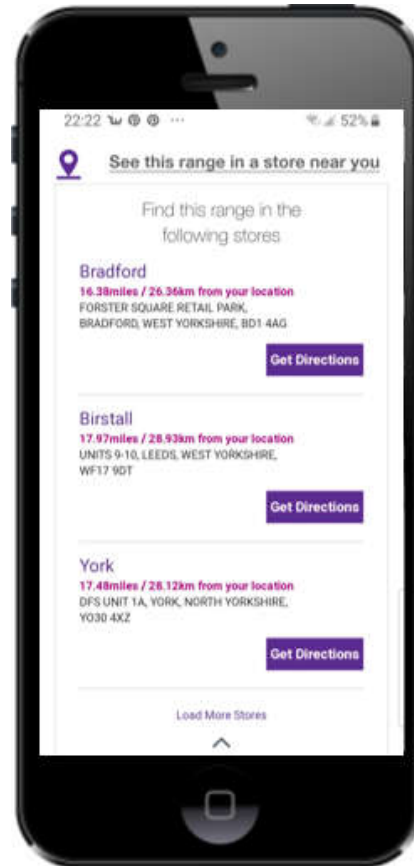 22:22 ... 52%
See this range in a store near you
Find this range in the
following stores
Bradford
16.38miles / 26.36km from your location
FORSTER SQUARE RETAIL PARK,
BRADFORD, WEST YORKSHIRE, BD1 4AG
Get Directions
Birstall
17.97miles / 28.93km from your location
UNITS 9-10, LEEDS, WEST YORKSHIRE,
WF17 9DT
Get Directions
York
17.48miles / 28.12km from your location
DFS UNIT 1A, YORK, NORTH YORKSHIRE,
YO30 4XZ
Get Directions
Load More Stores